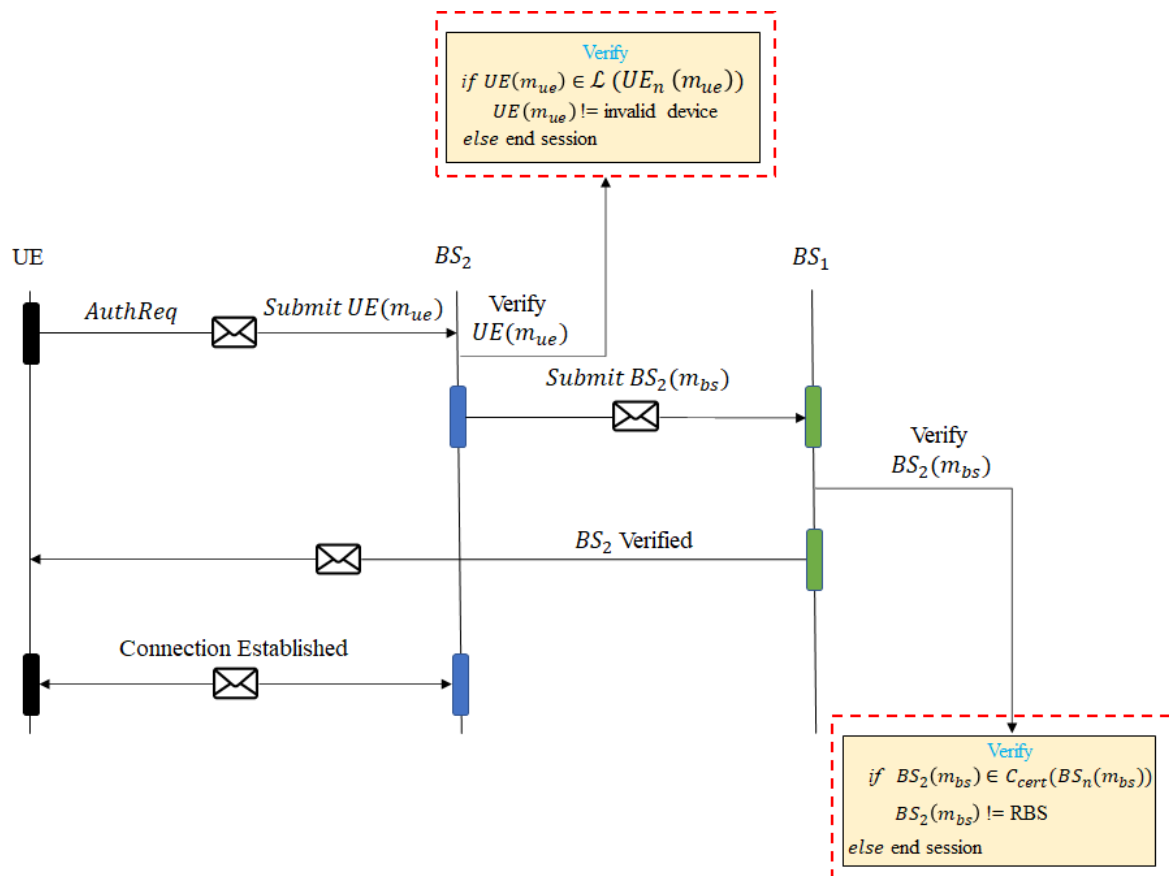 Verify
if UE(m_ue) ∈ ℒ (UE_n (m_ue))
UE(m_ue) != invalid device
else end session
UE
BS_2
BS_1
AuthReq
Submit UE(m_ue)
Verify
UE(m_ue)
Submit BS_2(m_bs)
Verify
BS_2(m_bs)
BS_2 Verified
Connection Established
Verify
if BS_2(m_bs) ∈ C_cert(BS_n(m_bs))
BS_2(m_bs) != RBS
else end session